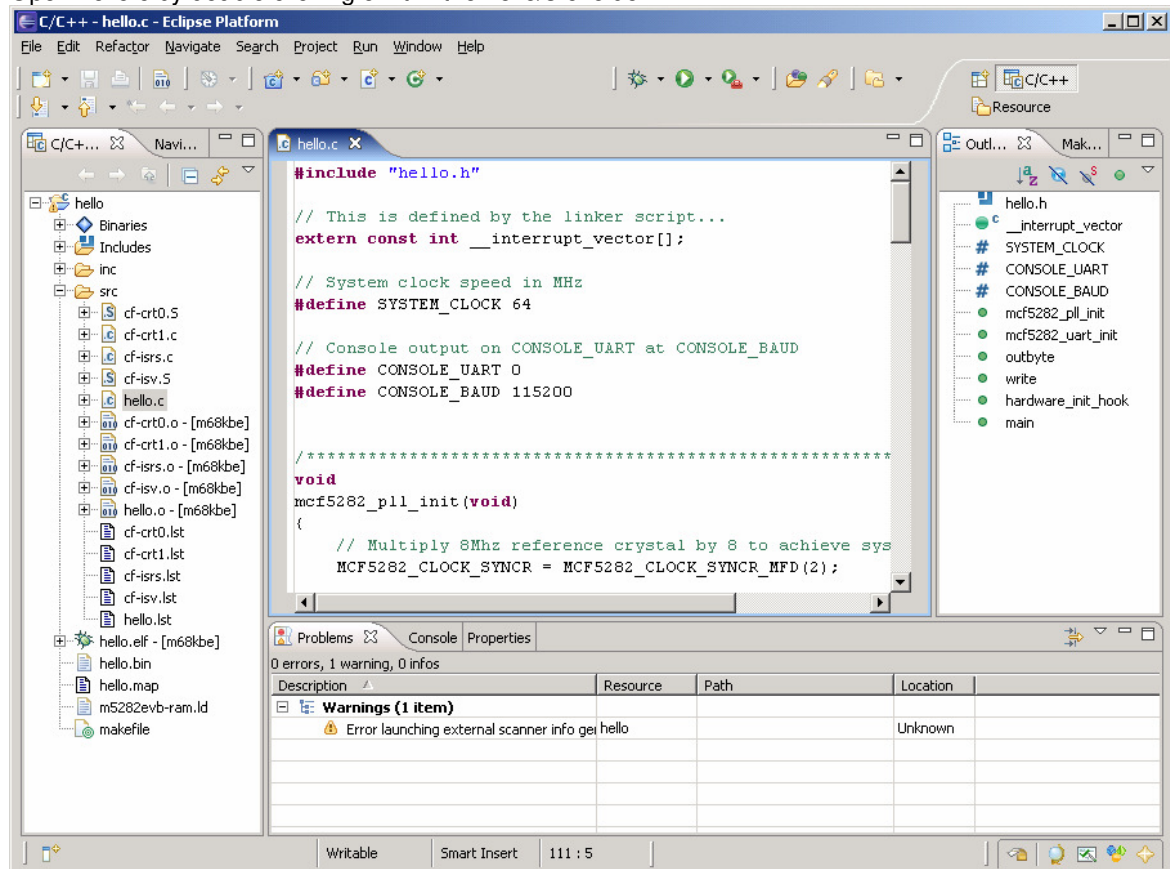 C/C++ - hello.c - Eclipse Platform
File Edit Refactor Navigate Search Project Run Window Help
C/C++
Resource
C/C+... Navi...
hello
Binaries
Includes
inc
src
cf-crt0.S
cf-crt1.c
cf-isrs.c
cf-isv.S
hello.c
cf-crt0.o - [m68kbe]
cf-crt1.o - [m68kbe]
cf-isrs.o - [m68kbe]
cf-isv.o - [m68kbe]
hello.o - [m68kbe]
cf-crt0.lst
cf-crt1.lst
cf-isrs.lst
cf-isv.lst
hello.lst
hello.elf - [m68kbe]
hello.bin
hello.map
m5282evb-ram.ld
makefile
hello.c
#include "hello.h"
// This is defined by the linker script...
extern const int __interrupt_vector[];
// System clock speed in MHz
#define SYSTEM_CLOCK 64
// Console output on CONSOLE_UART at CONSOLE_BAUD
#define CONSOLE_UART 0
#define CONSOLE_BAUD 115200
/*********************************************************
void
mcf5282_pll_init(void)
{
// Multiply 8Mhz reference crystal by 8 to achieve sys
MCF5282_CLOCK_SYNCR = MCF5282_CLOCK_SYNCR_MFD(2);
Outl... Mak...
hello.h
__interrupt_vector
SYSTEM_CLOCK
CONSOLE_UART
CONSOLE_BAUD
mcf5282_pll_init
mcf5282_uart_init
outbyte
write
hardware_init_hook
main
Problems Console Properties
0 errors, 1 warning, 0 infos
Description Resource Path Location
Warnings (1 item)
Error launching external scanner info ge hello Unknown
Writable Smart Insert 111 : 5